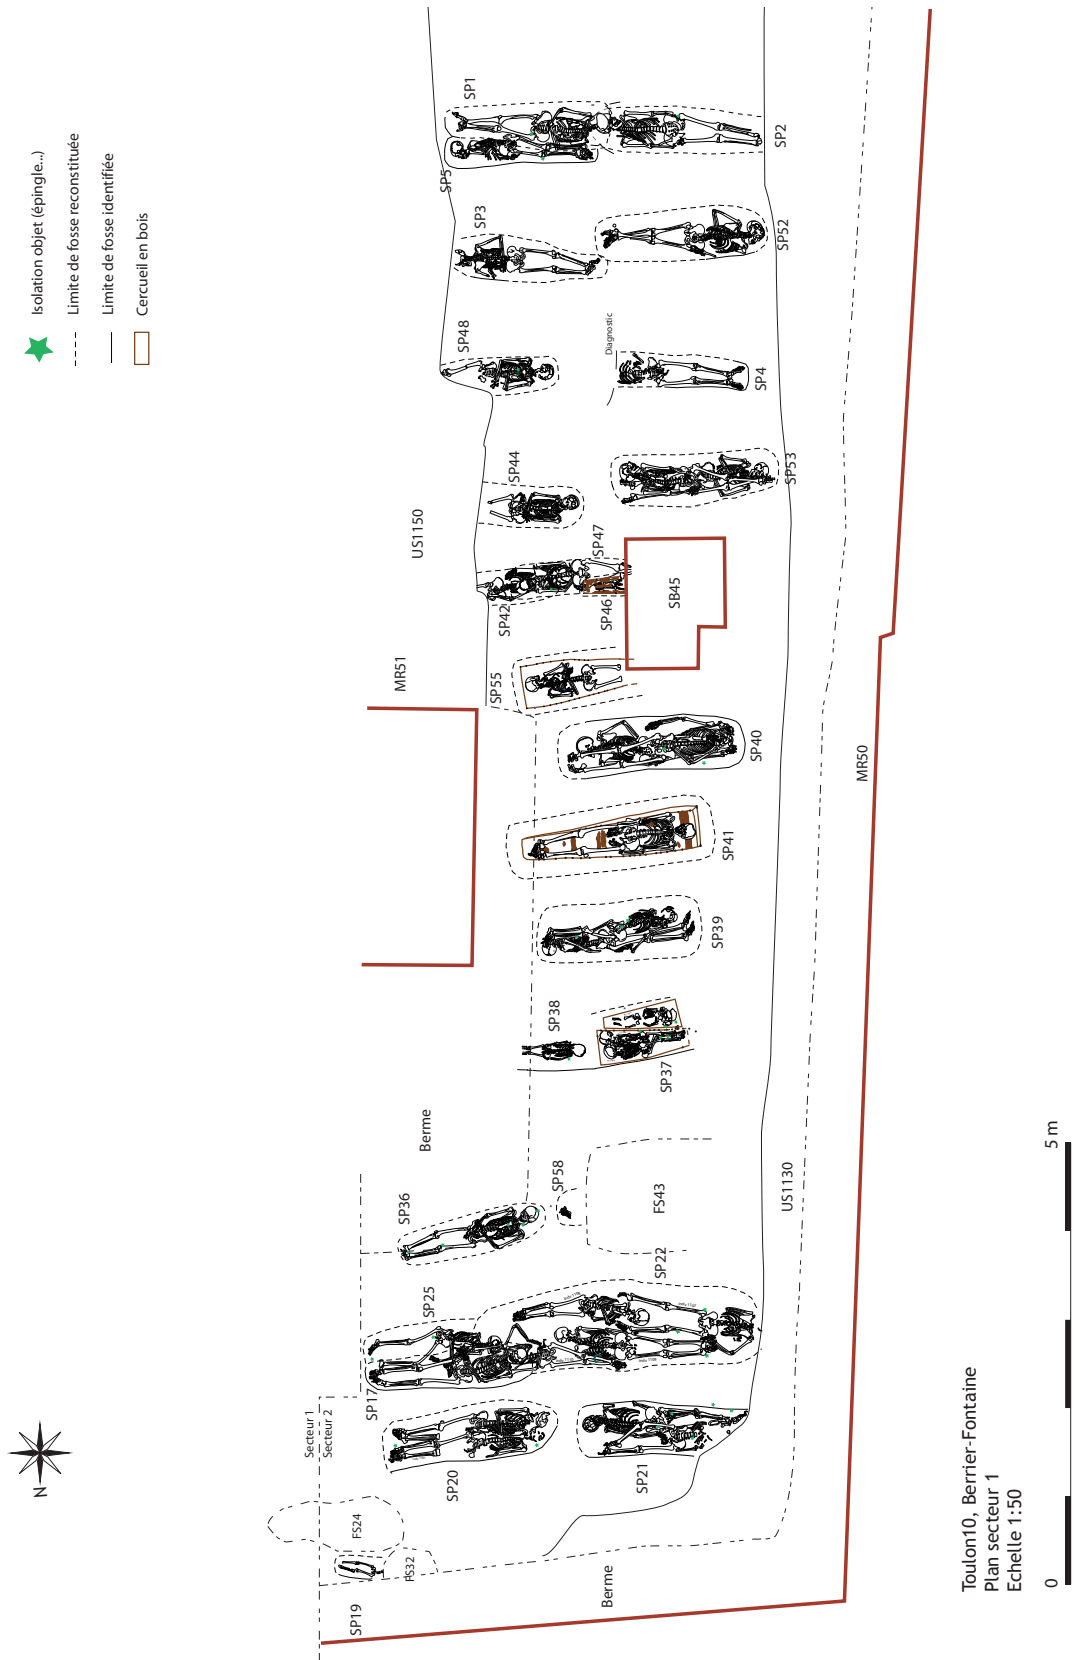 Isolation objet (épingle...)
Limite de fosse reconstituée
Limite de fosse identifiée
Cercueil en bois
SP1
SP5
SP2
SP3
SP52
SP48
Diagnostic
SP4
SP44
SP53
US1150
SP47
SP42
SP46
SB45
MR51
SP55
SP40
MR50
SP41
SP39
SP38
SP37
Berme
SP36
SP58
FS43
US1130
SP22
SP25
SP17
Secteur 1
Secteur 2
SP20
SP21
N
FS24
FS32
SP19
Berme
Toulon10, Berrier-Fontaine
Plan secteur 1
Echelle 1:50
0
5 m